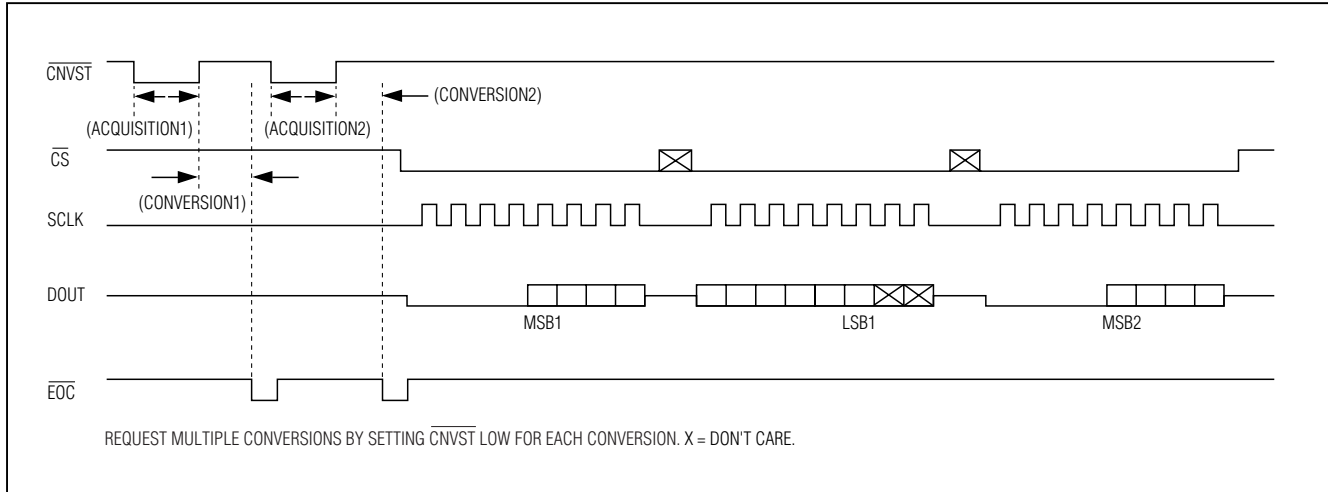 CNVST
(CONVERSION2)
(ACQUISITION1) (ACQUISITION2)
CS
(CONVERSION1)
SCLK
DOUT
MSB1 LSB1 MSB2
EOC
REQUEST MULTIPLE CONVERSIONS BY SETTING CNVST LOW FOR EACH CONVERSION. X = DON'T CARE.